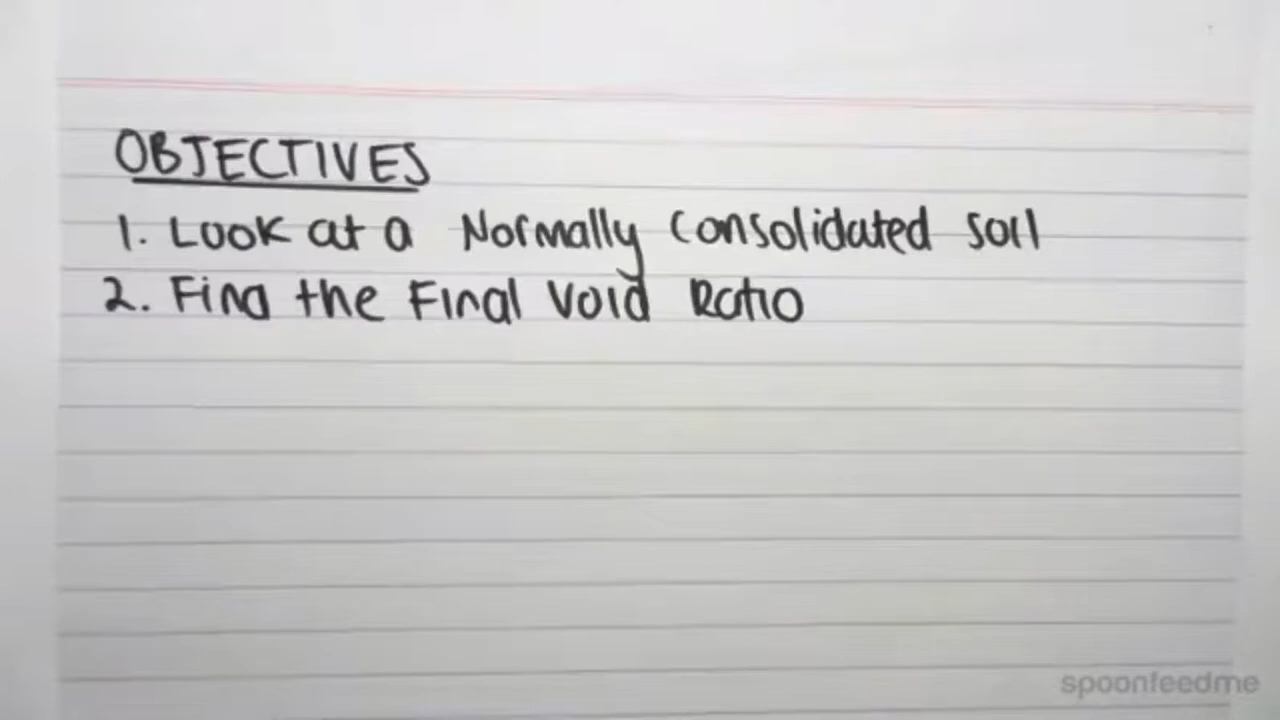 OBJECTIVES
1. Look at a Normally Consolidated Soil
2. Find the Final Void Ratio
spoonfeedme